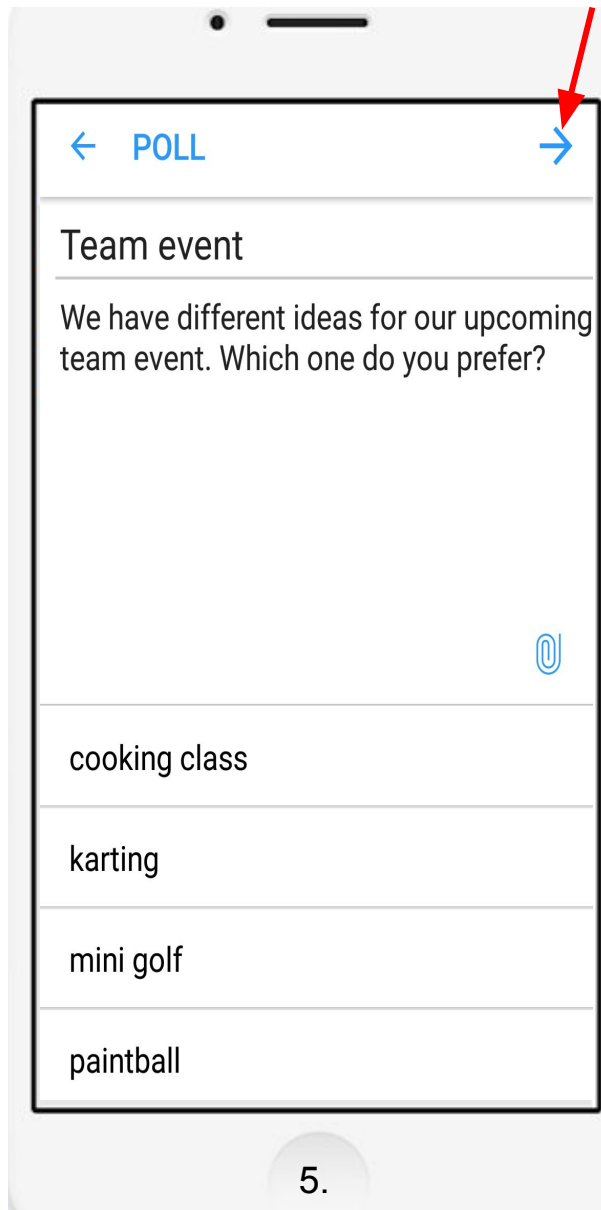 POLL
Team event
We have different ideas for our upcoming
team event. Which one do you prefer?
cooking class
karting
mini golf
paintball
5.